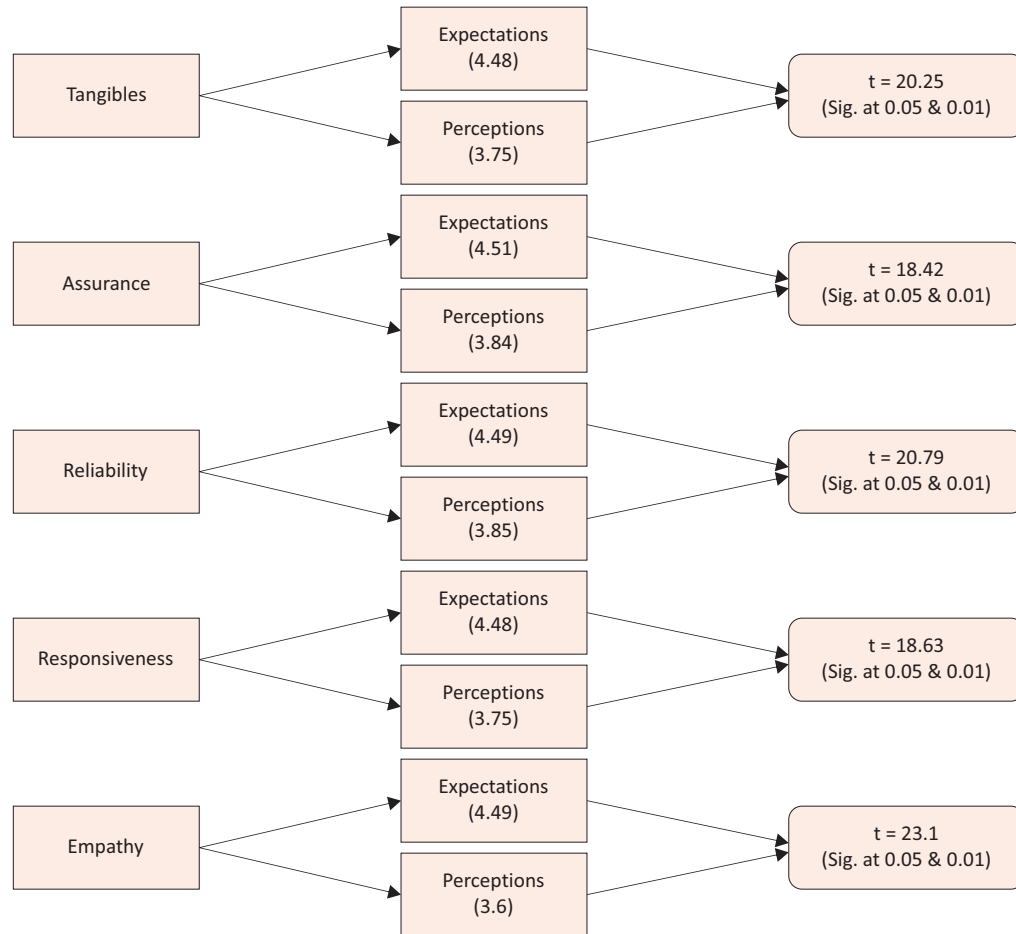 Tangibles
Expectations
(4.48)
Perceptions
(3.75)
t = 20.25
(Sig. at 0.05 & 0.01)
Assurance
Expectations
(4.51)
Perceptions
(3.84)
t = 18.42
(Sig. at 0.05 & 0.01)
Reliability
Expectations
(4.49)
Perceptions
(3.85)
t = 20.79
(Sig. at 0.05 & 0.01)
Responsiveness
Expectations
(4.48)
Perceptions
(3.75)
t = 18.63
(Sig. at 0.05 & 0.01)
Empathy
Expectations
(4.49)
Perceptions
(3.6)
t = 23.1
(Sig. at 0.05 & 0.01)